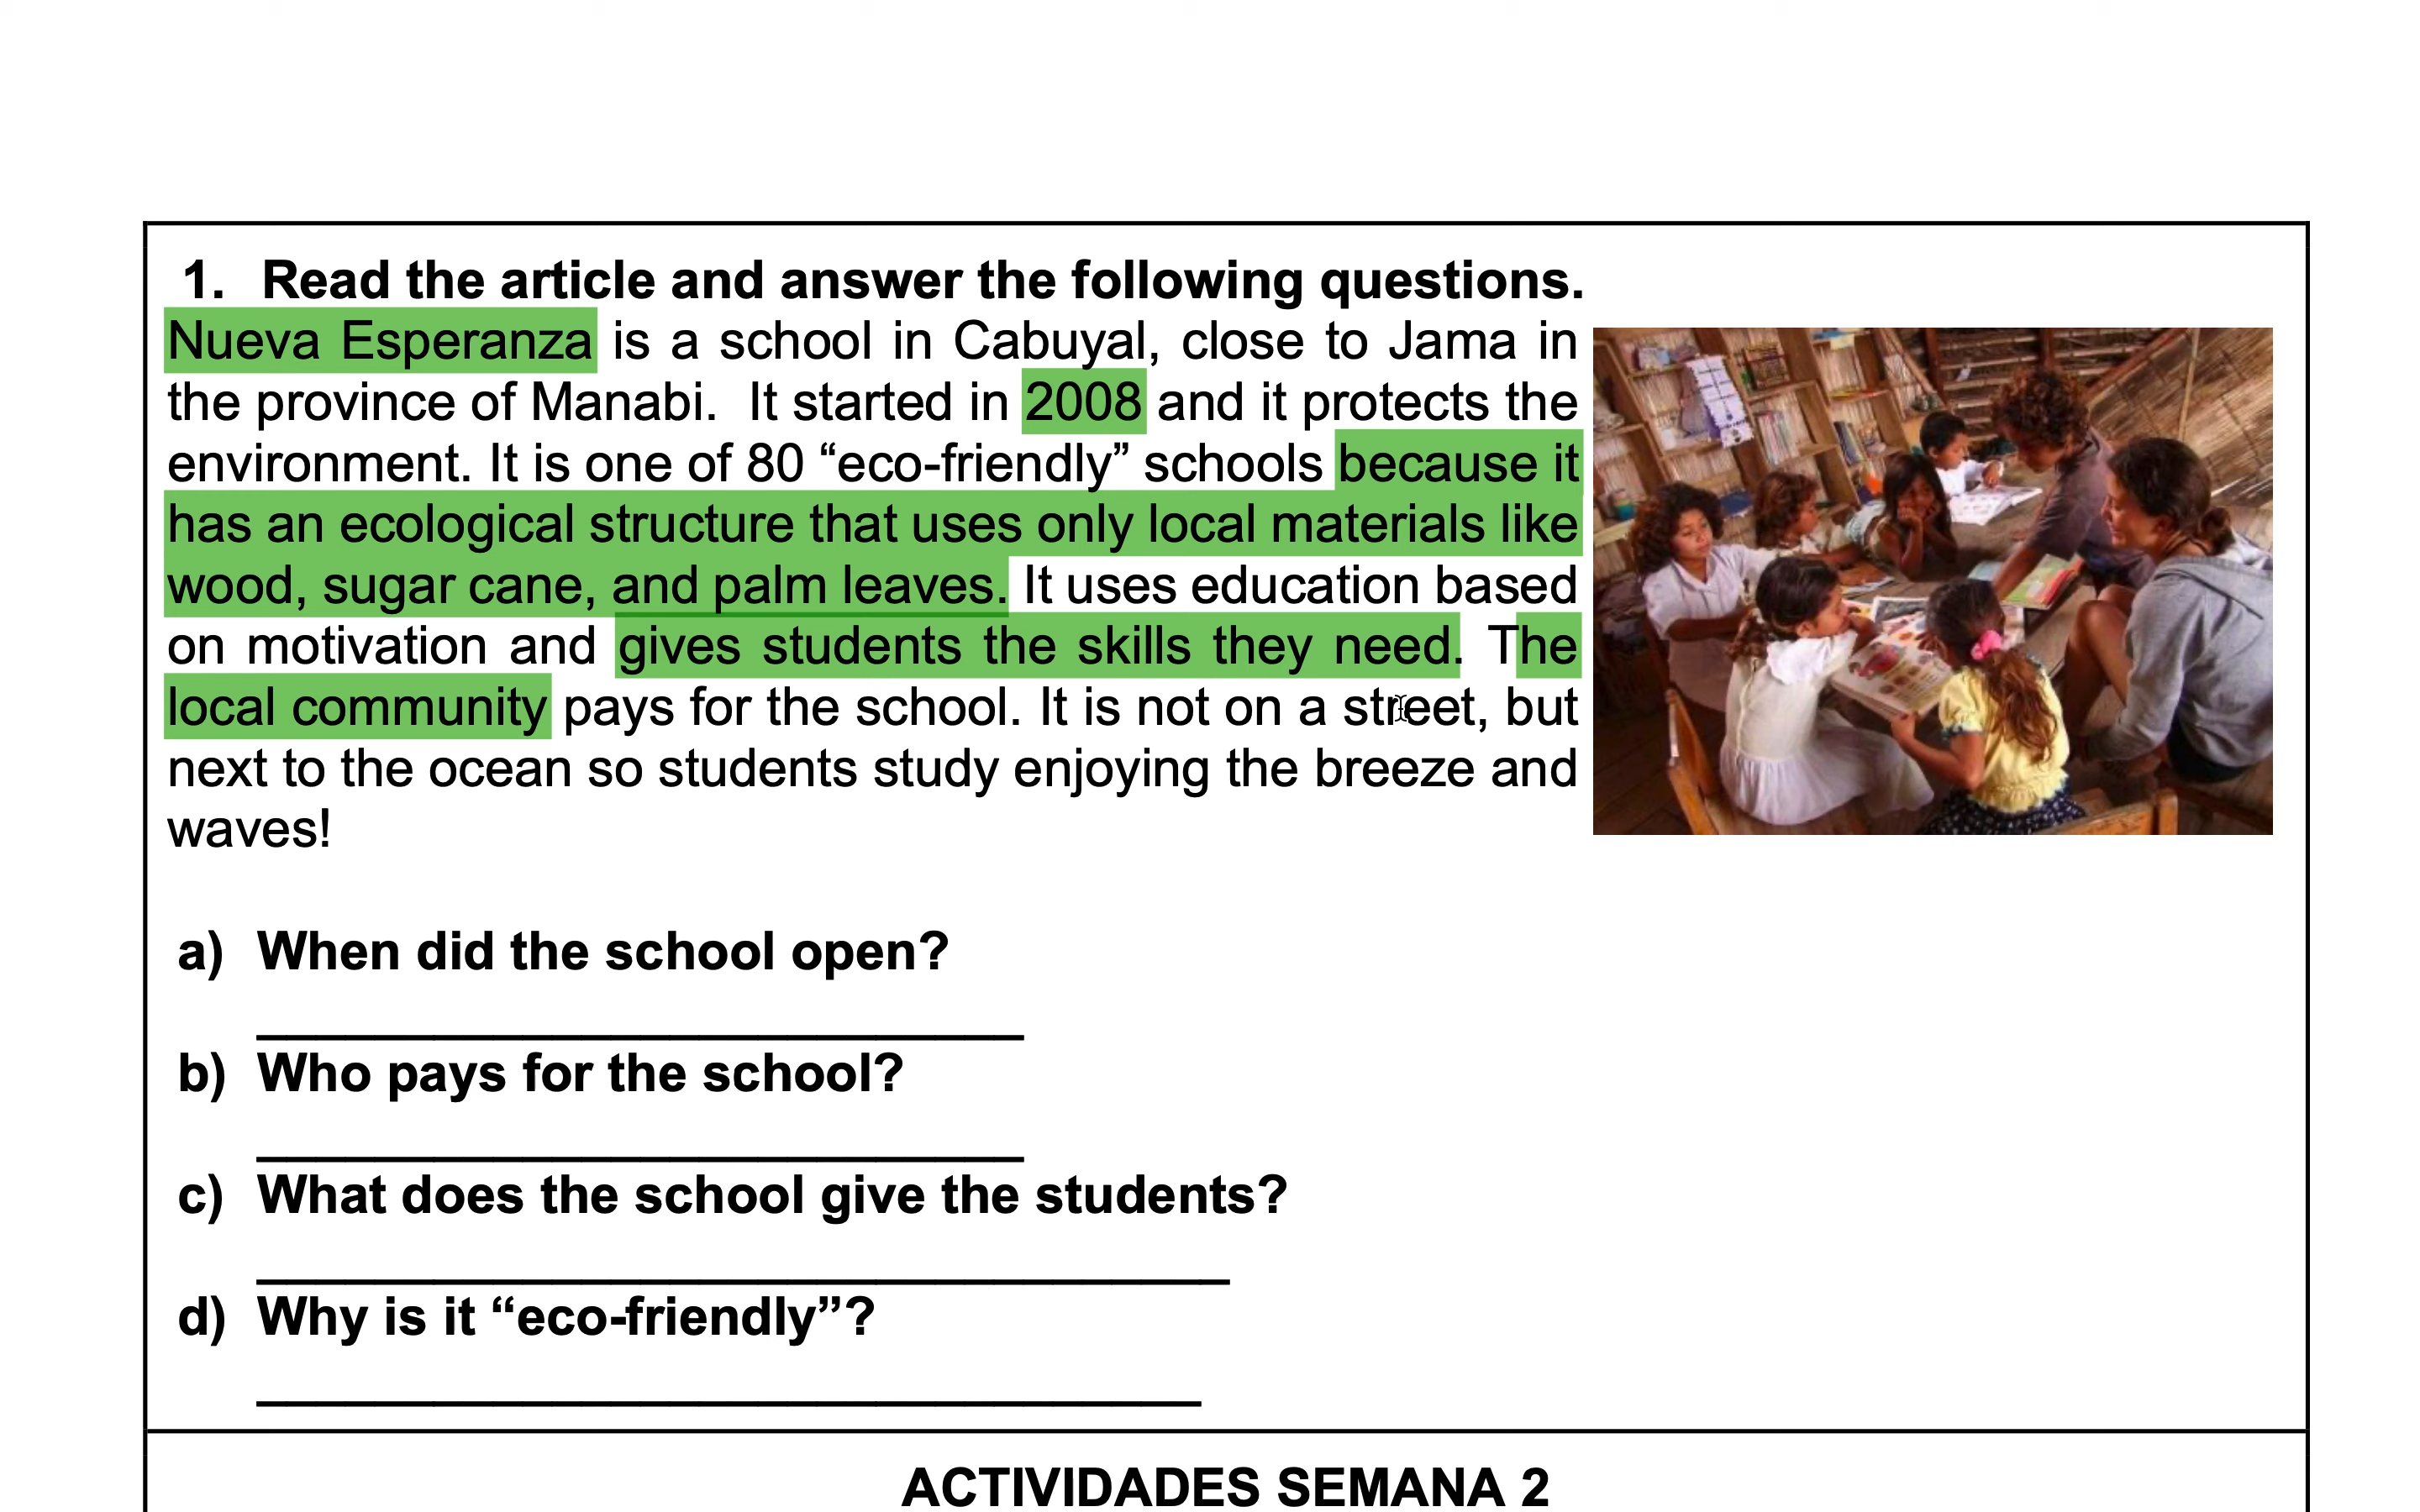 1. Read the article and answer the following questions.
Nueva Esperanza is a school in Cabuyal, close to Jama in
the province of Manabi.  It started in 2008 and it protects the
environment. It is one of 80 “eco-friendly” schools because it
has an ecological structure that uses only local materials like
wood, sugar cane, and palm leaves. It uses education based
on motivation and gives students the skills they need. The
local community pays for the school. It is not on a street, but
next to the ocean so students study enjoying the breeze and
waves!
a) When did the school open?
b) Who pays for the school?
c) What does the school give the students?
d) Why is it “eco-friendly”?
ACTIVIDADES SEMANA 2